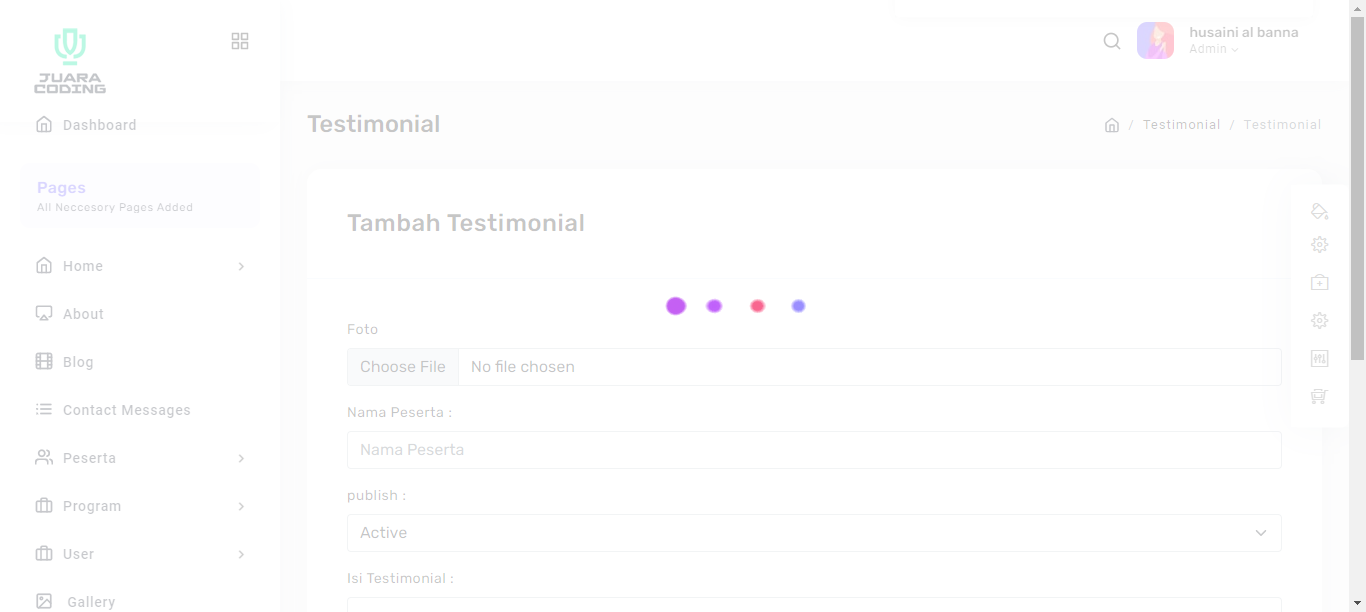 JUARA
CODING
husaini al banna
Admin
Dashboard
Testimonial
/ Testimonial / Testimonial
Pages
All Neccesory Pages Added
Tambah Testimonial
Home
About
Foto
Blog
Choose File No file chosen
Contact Messages
Nama Peserta :
Nama Peserta
Peserta
publish :
Program
Active
User
Isi Testimonial :
Gallery